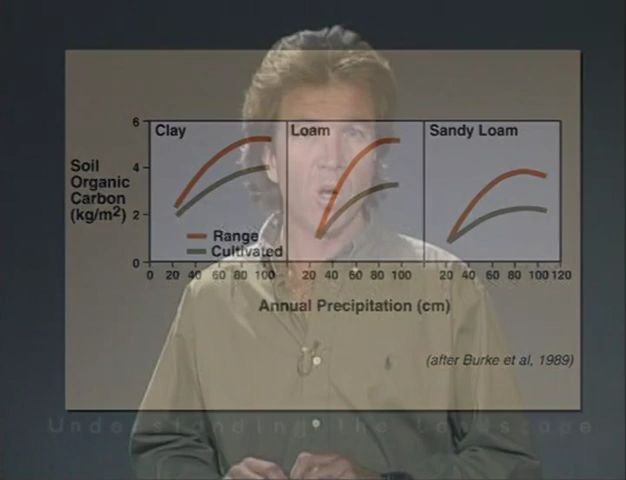 Clay
Loam
Sandy Loam
Soil
Organic
Carbon
(kg/m2)
6
4
2
0
Range
Cultivated
0 20 40 60 80 100 20 40 60 80 100 20 40 60 80 100 120
Annual Precipitation (cm)
(after Burke et al, 1989)
Understanding the Landscape